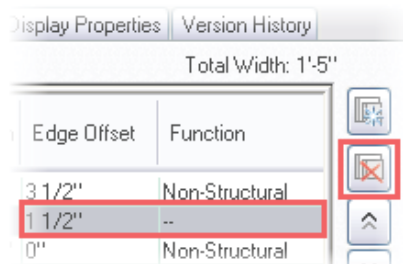 Display Properties Version History
Total Width: 1'-5"
Edge Offset Function
3 1/2" Non-Structural
1 1/2" --
0" Non-Structural